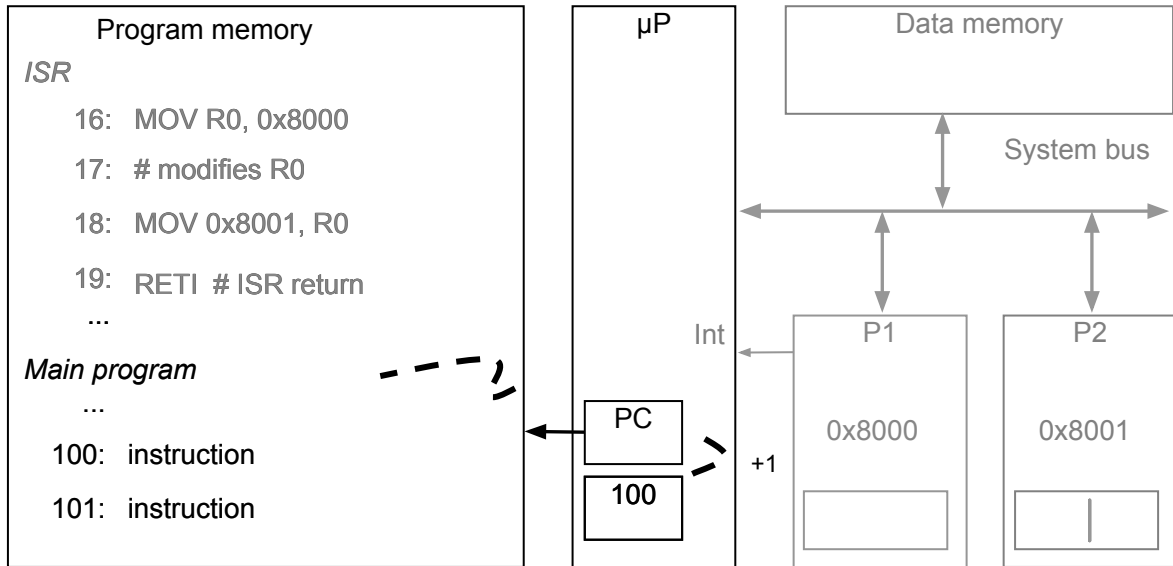 Program memory
ISR
16: MOV R0, 0x8000
17: # modifies R0
18: MOV 0x8001, R0
19: RETI # ISR return
...
Main program
...
100: instruction
101: instruction
µP
Int
PC
100
+1
Data memory
System bus
P1
0x8000
P2
0x8001